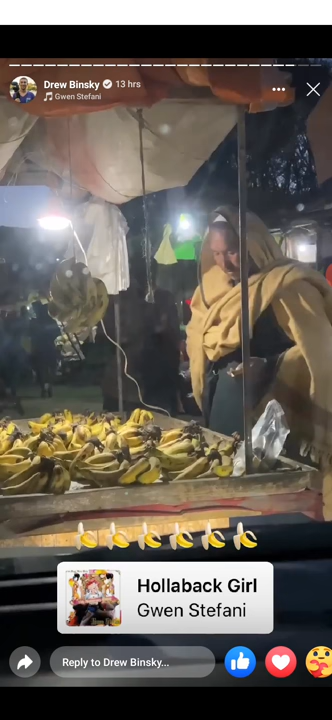 Drew Binsky 13 hrs
Gwen Stefani
Hollaback Girl
Gwen Stefani
Reply to Drew Binsky...